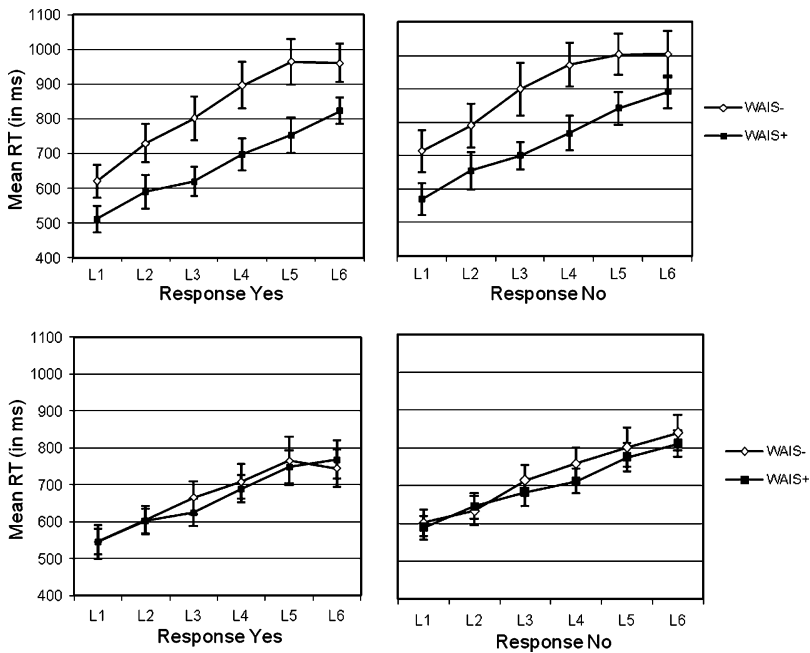 1100
1000
900
800
700
600
500
400
Mean RT (in ms)
L1 L2 L3 L4 L5 L6
Response Yes
L1 L2 L3 L4 L5 L6
Response No
WAIS-
WAIS+
1100
1000
900
800
700
600
500
400
Mean RT (in ms)
L1 L2 L3 L4 L5 L6
Response Yes
L1 L2 L3 L4 L5 L6
Response No
WAIS-
WAIS+